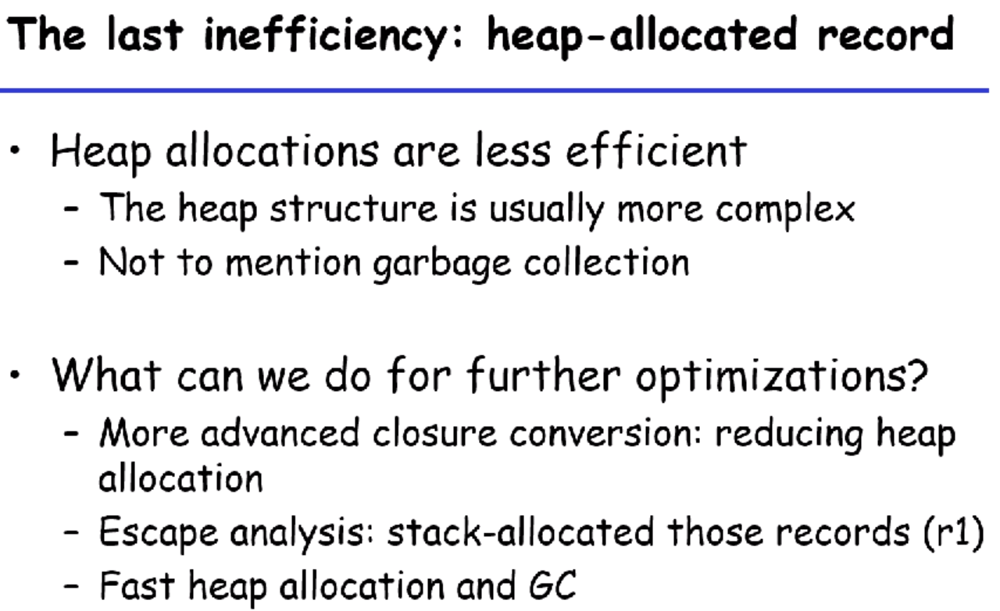 The last inefficiency: heap-allocated record
• Heap allocations are less efficient
– The heap structure is usually more complex
– Not to mention garbage collection
• What can we do for further optimizations?
– More advanced closure conversion: reducing heap
allocation
– Escape analysis: stack-allocated those records (r1)
– Fast heap allocation and GC